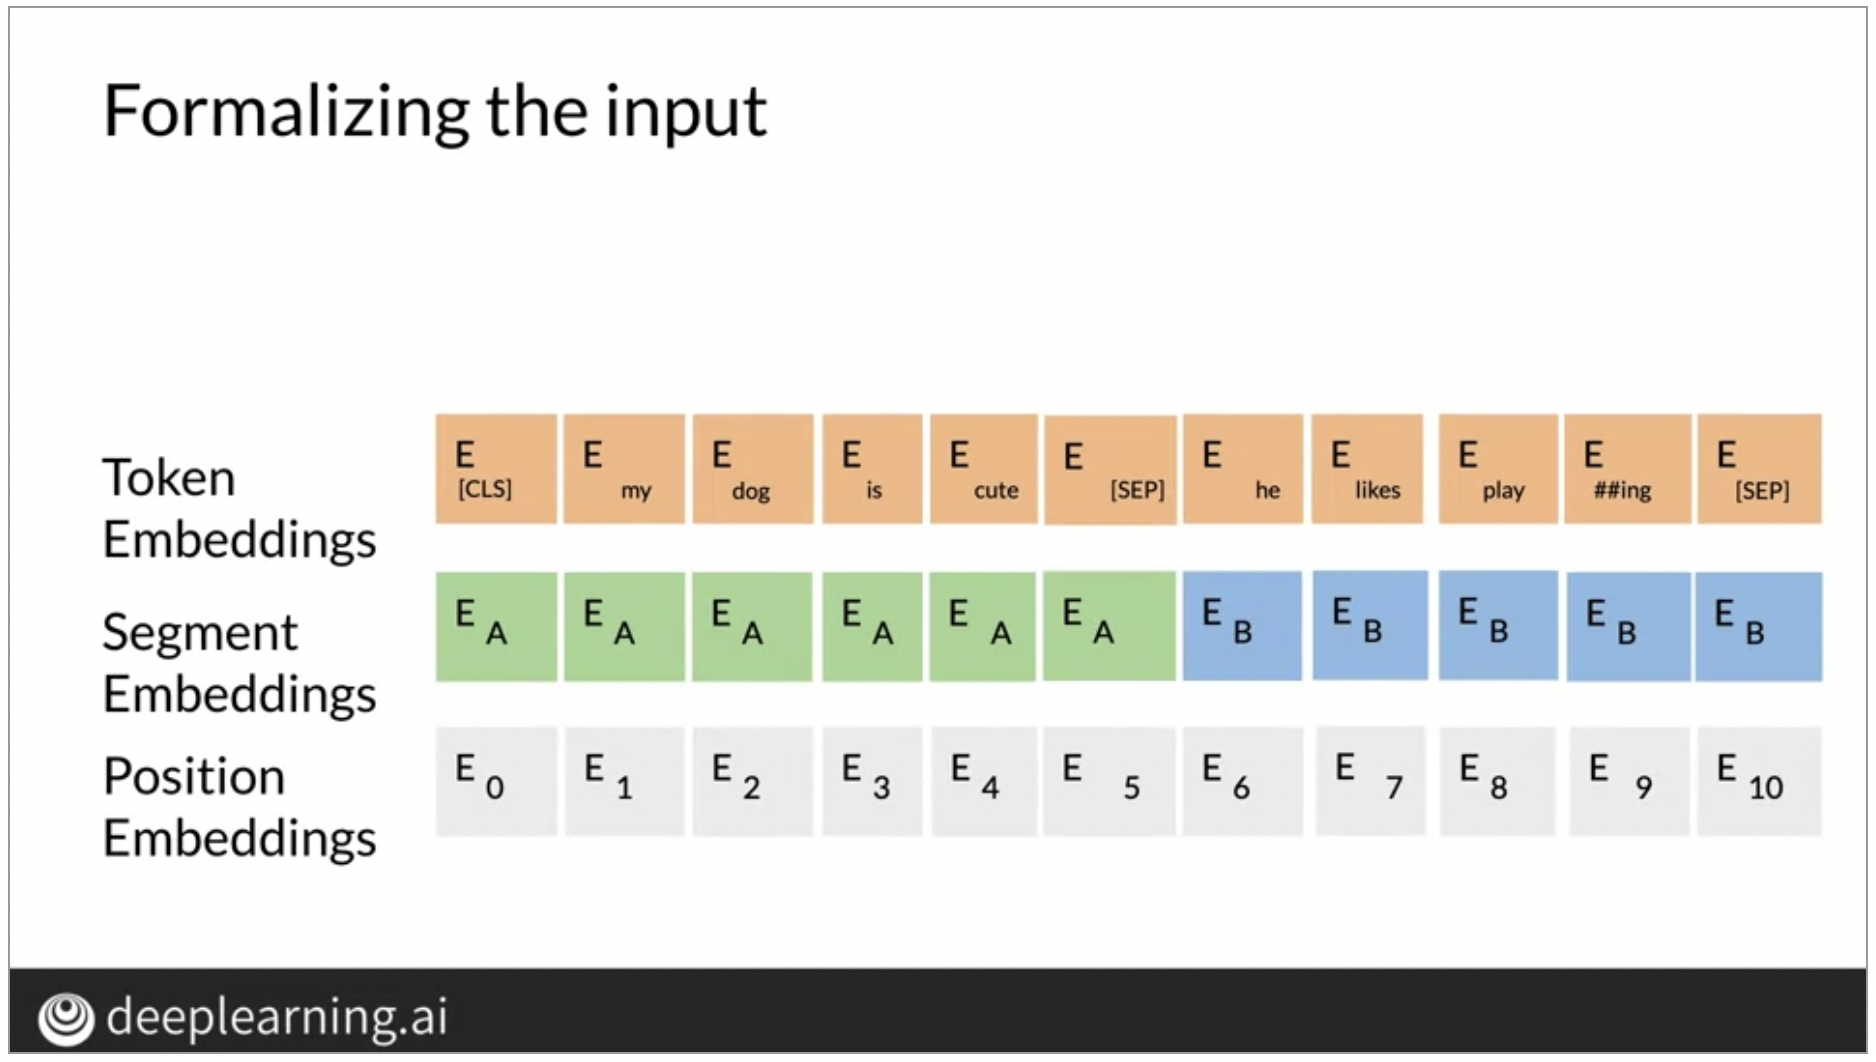 Formalizing the input
Token
Embeddings
E [CLS] E my E dog E is E cute E [SEP] E he E likes E play E ##ing E [SEP]
Segment
Embeddings
E A E A E A E A E A E A E B E B E B E B E B
Position
Embeddings
E 0 E 1 E 2 E 3 E 4 E 5 E 6 E 7 E 8 E 9 E 10
deeplearning.ai